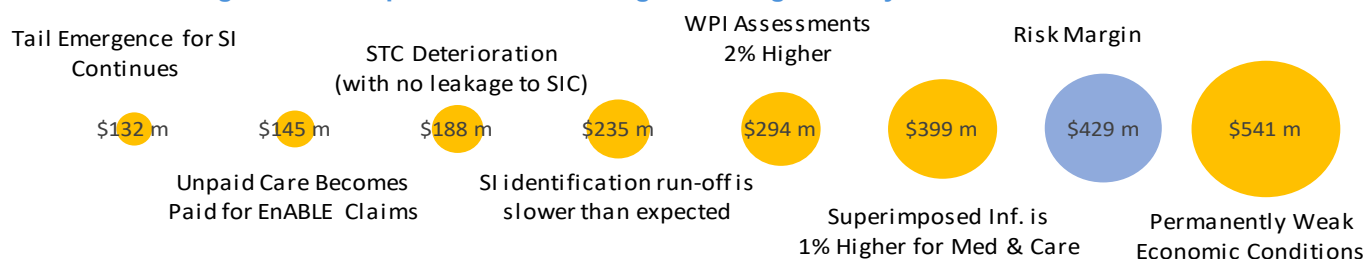 Tail Emergence for SI
Continues
$132 m
$145 m
Unpaid Care Becomes
Paid for EnABLE Claims
STC Deterioration
(with no leakage to SIC)
$188 m
$235 m
SI identification run-off is
slower than expected
WPI Assessments
2% Higher
$294 m
$399 m
Superimposed Inf. is
1% Higher for Med & Care
Risk Margin
$429 m
$541 m
Permanently Weak
Economic Conditions